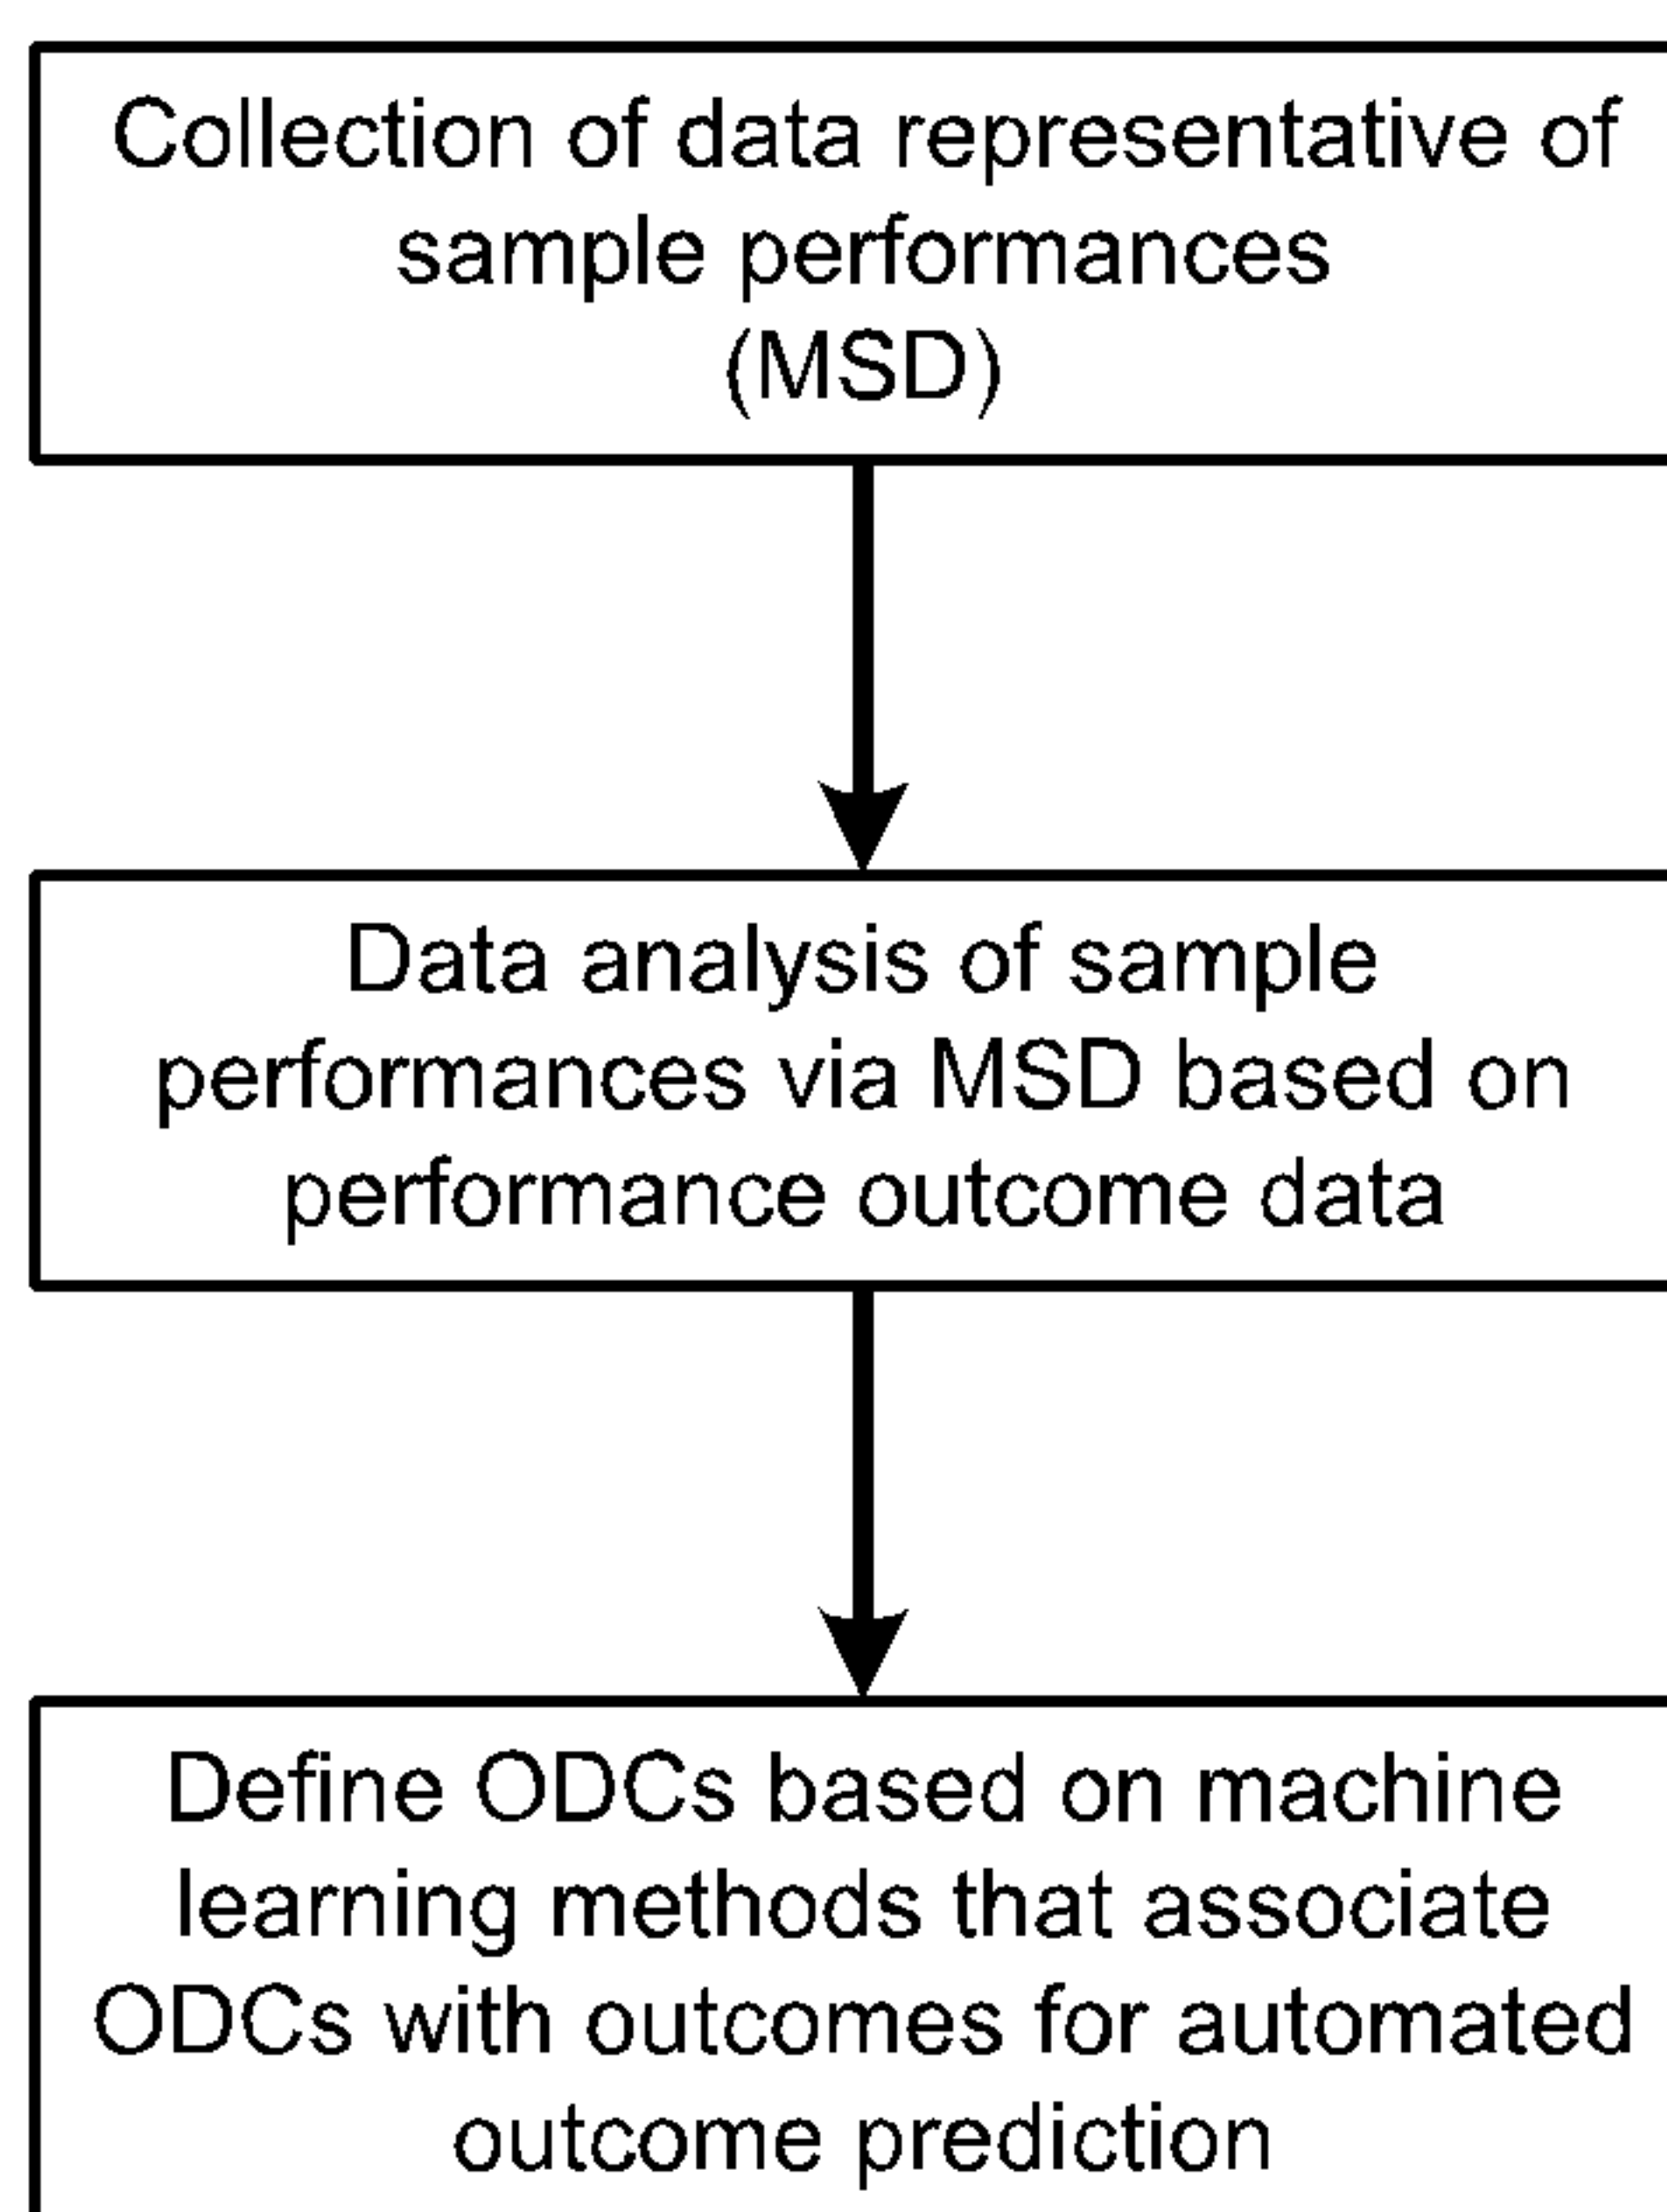 Collection of data representative of
sample performances
(MSD)
Data analysis of sample
performances via MSD based on
performance outcome data
Define ODCs based on machine
learning methods that associate
ODCs with outcomes for automated
outcome prediction